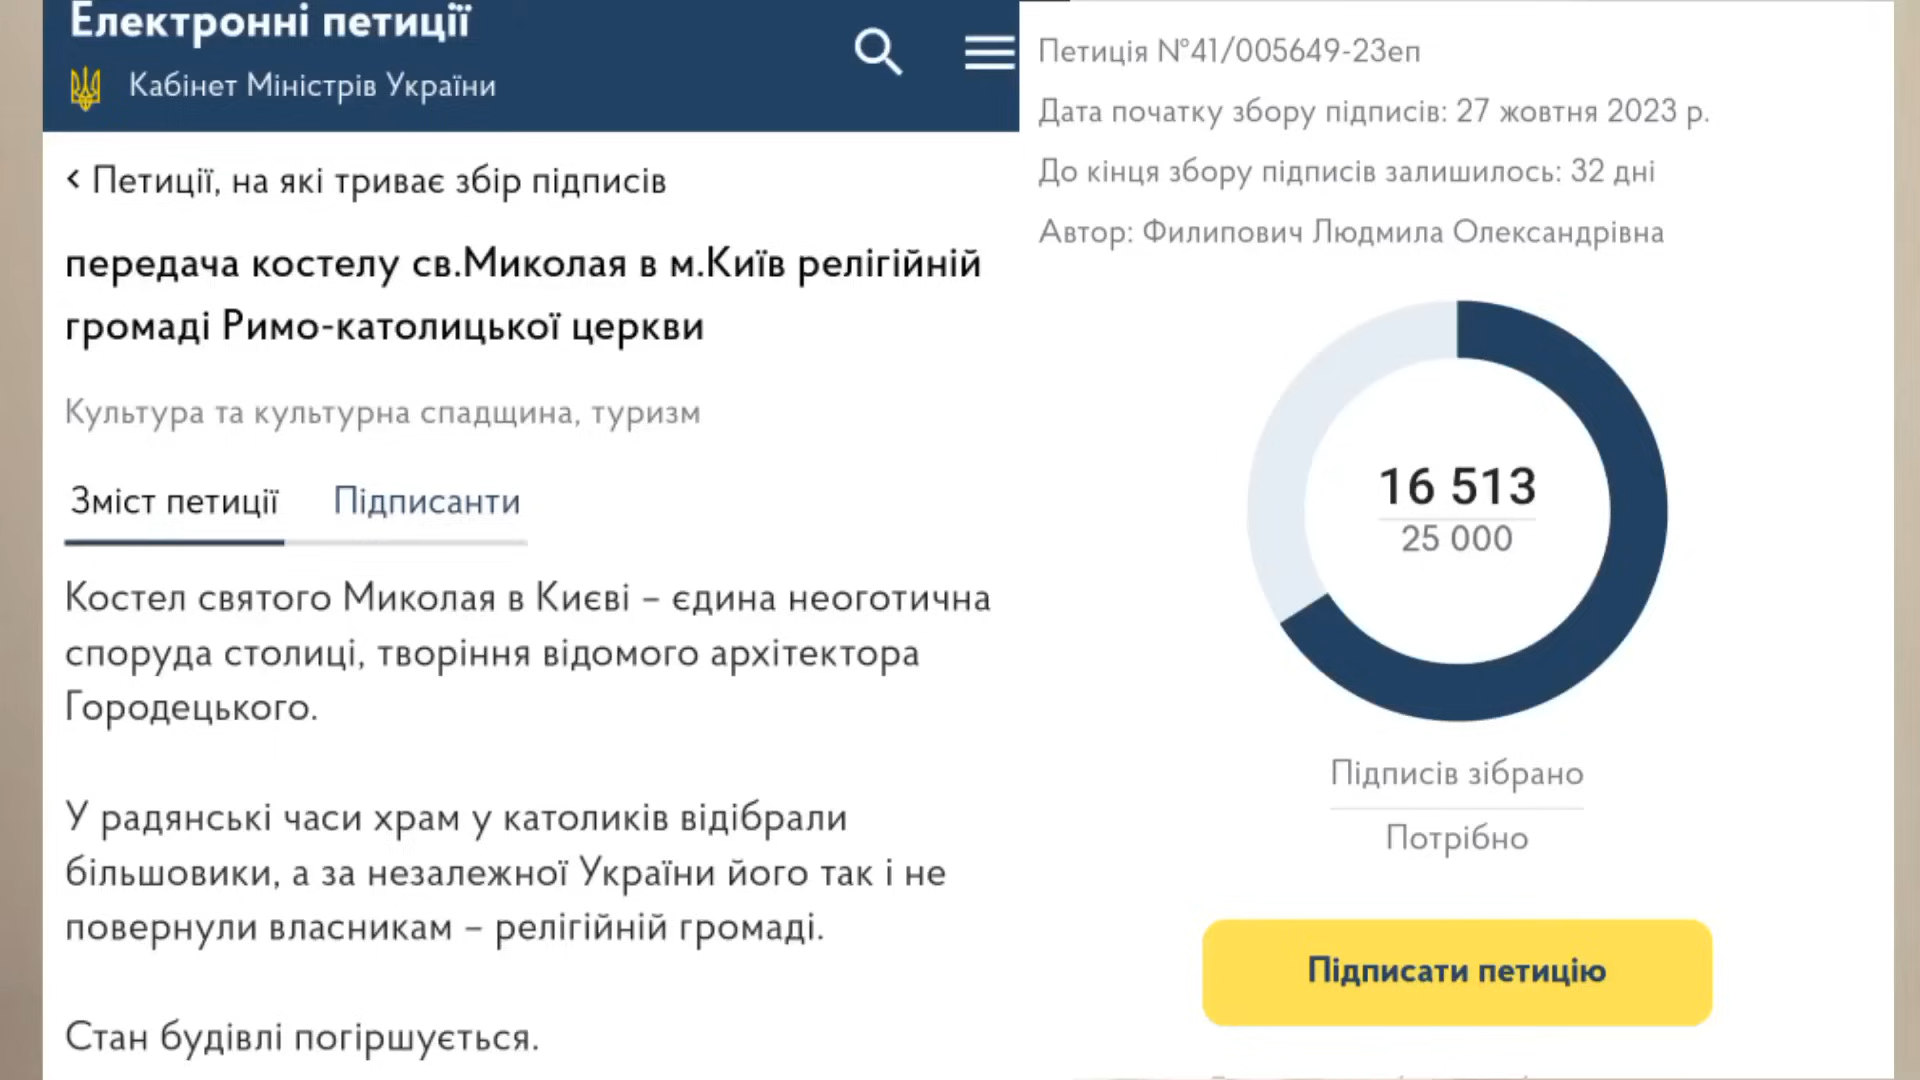 Електронні петиції
Кабінет Міністрів України
< Петиції, на які триває збір підписів
передача костелу св.Миколая в м.Київ релігійній
громаді Римо-католицької церкви
Культура та культурна спадщина, туризм
Зміст петиції Підписанти
Костел святого Миколая в Києві – єдина неоготична
споруда столиці, творіння відомого архітектора
Городецького.
У радянські часи храм у католиків відібрали
більшовики, а за незалежної України його так і не
повернули власникам – релігійній громаді.
Стан будівлі погіршується.
Петиція №41/005649-23еп
Дата початку збору підписів: 27 жовтня 2023 р.
До кінця збору підписів залишилось: 32 дні
Автор: Филипович Людмила Олександрівна
16 513
25 000
Підписів зібрано
Потрібно
Підписати петицію